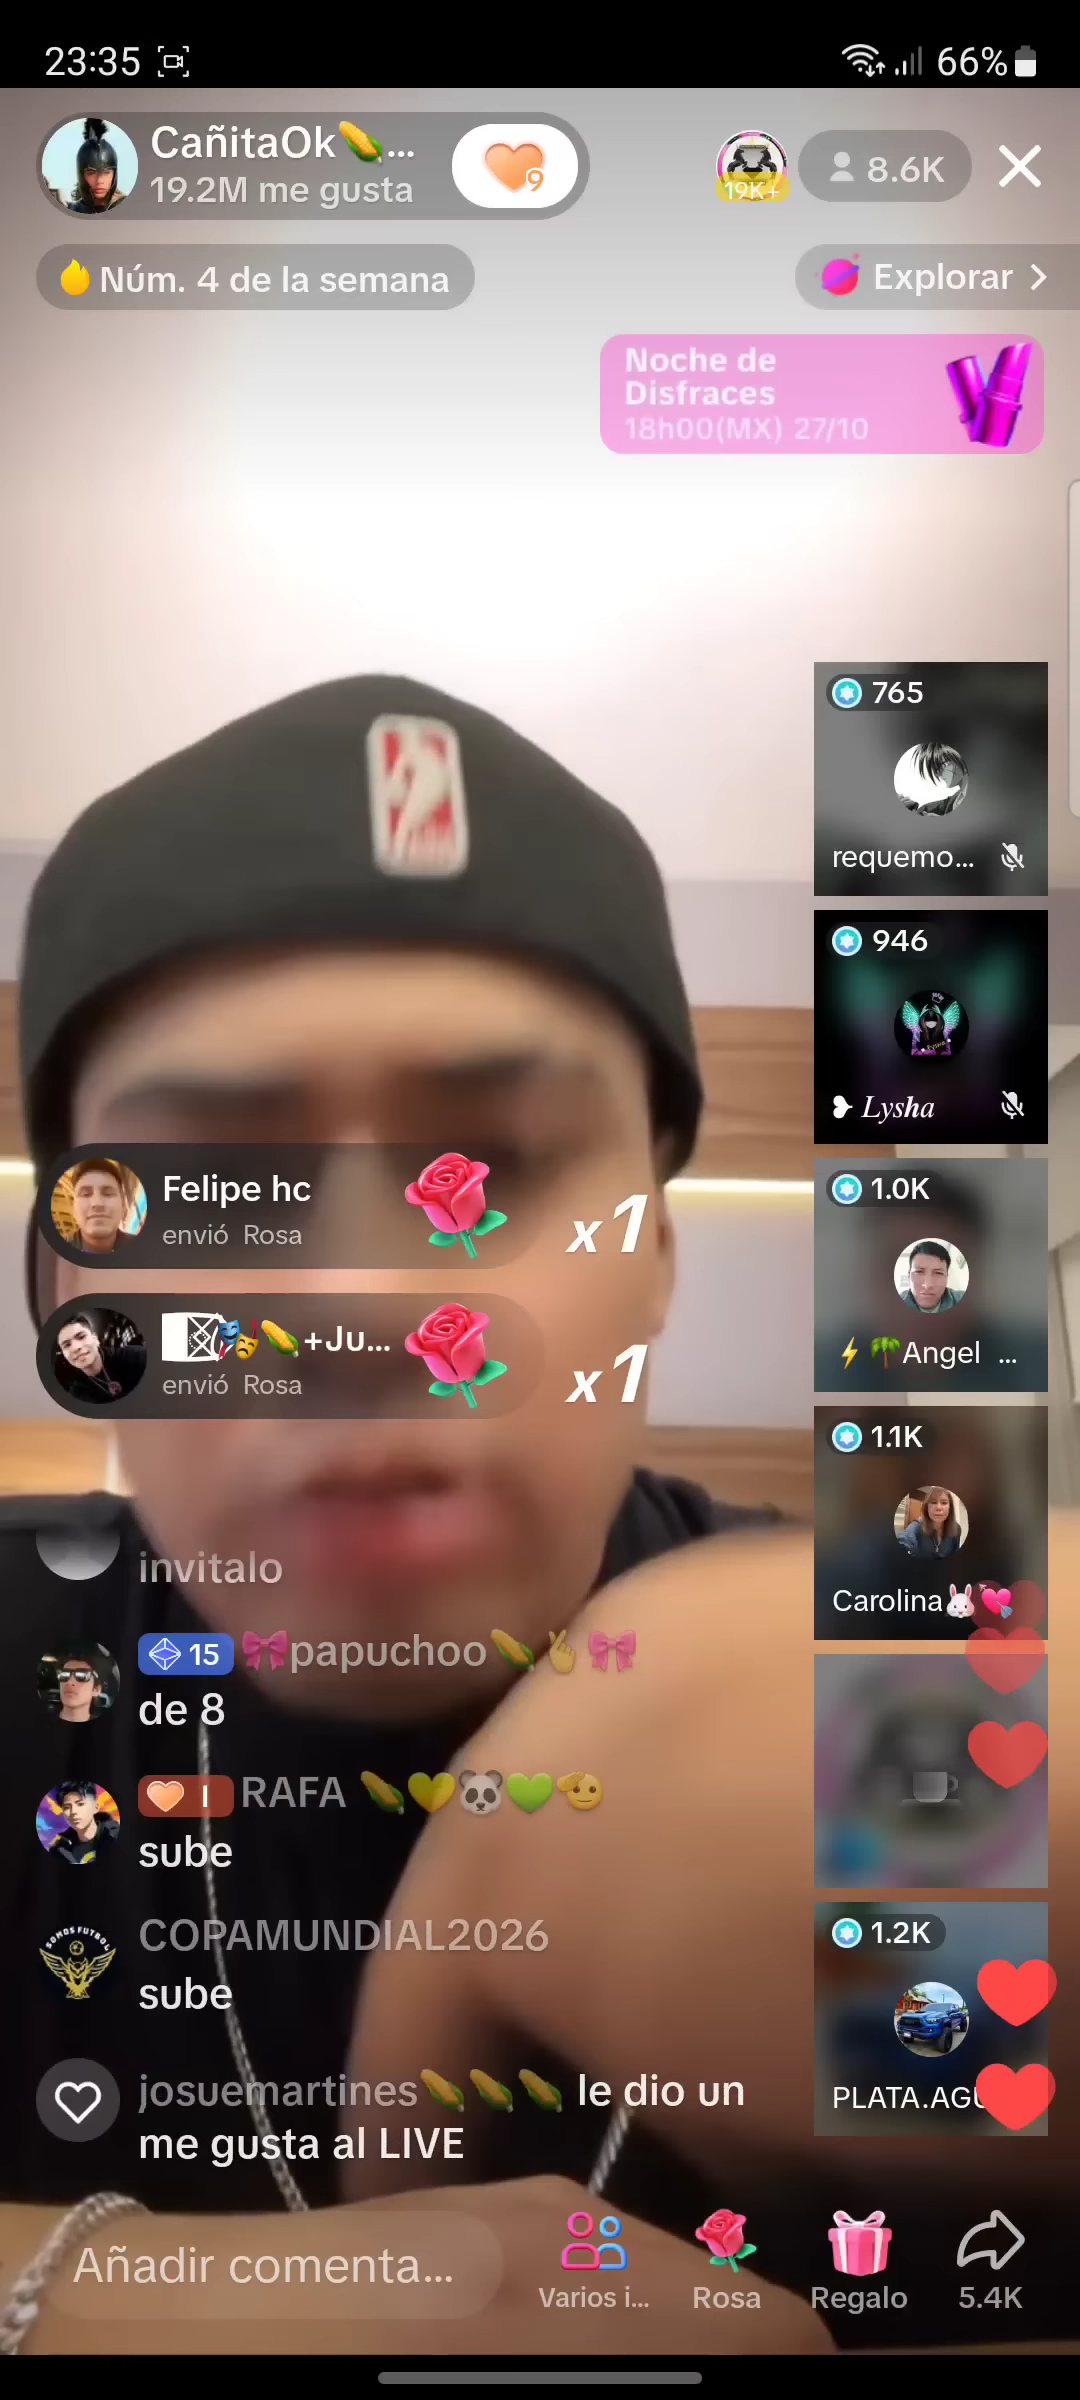 23:35
66%
CañitaOk🌽...
19.2M me gusta
9
19K+
8.6K
Núm. 4 de la semana
Explorar
Noche de
Disfraces
18h00(MX) 27/10
765
requemo...
946
Lysha
1.0K
⚡🌴Angel ...
1.1K
Carolina🐰💘
1.2K
Felipe hc
envió Rosa
x1
🎭🌽+Ju...
envió Rosa
x1
invitalo
15 🎀papuchoo🌽🫰🎀
de 8
I RAFA 🌽💛🐼💚🫡
sube
SOMOS FUTBOL
COPAMUNDIAL2026
sube
josuemartines🌽🌽🌽 le dio un
me gusta al LIVE
Añadir comenta...
Varios i...
Rosa
Regalo
5.4K